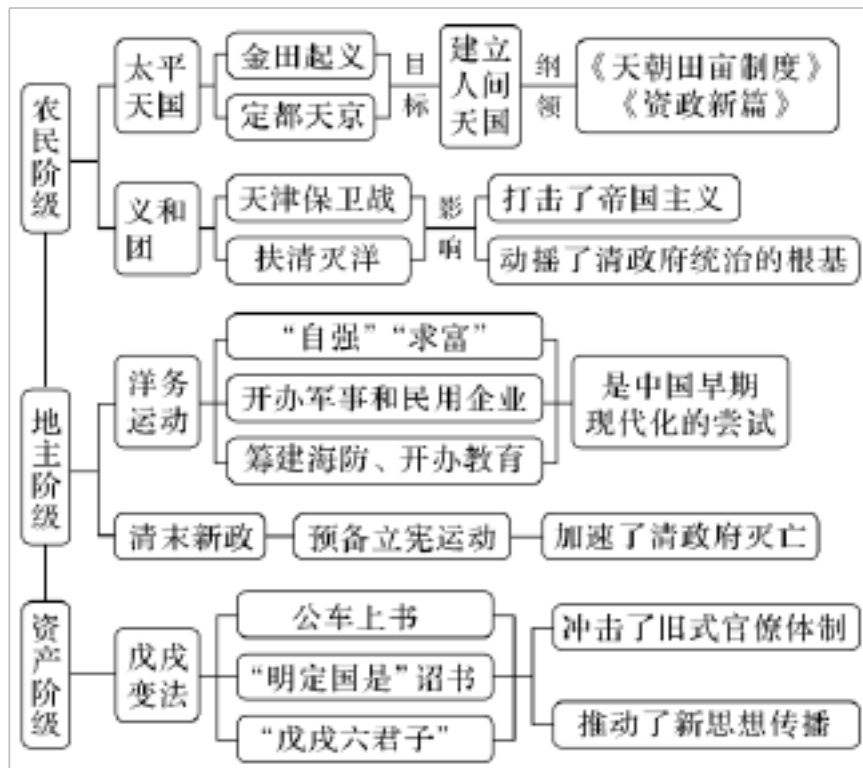 农民阶级
太平
天国
金田起义
定都天京
目标
建立
人间
天国
纲领
《天朝田亩制度》
《资政新篇》
义和
团
天津保卫战
扶清灭洋
影响
打击了帝国主义
动摇了清政府统治的根基
地主阶级
洋务
运动
“自强”“求富”
开办军事和民用企业
筹建海防、开办教育
是中国早期
现代化的尝试
清末新政
预备立宪运动
加速了清政府灭亡
资产阶级
戊戌
变法
公车上书
“明定国是”诏书
“戊戌六君子”
冲击了旧式官僚体制
推动了新思想传播